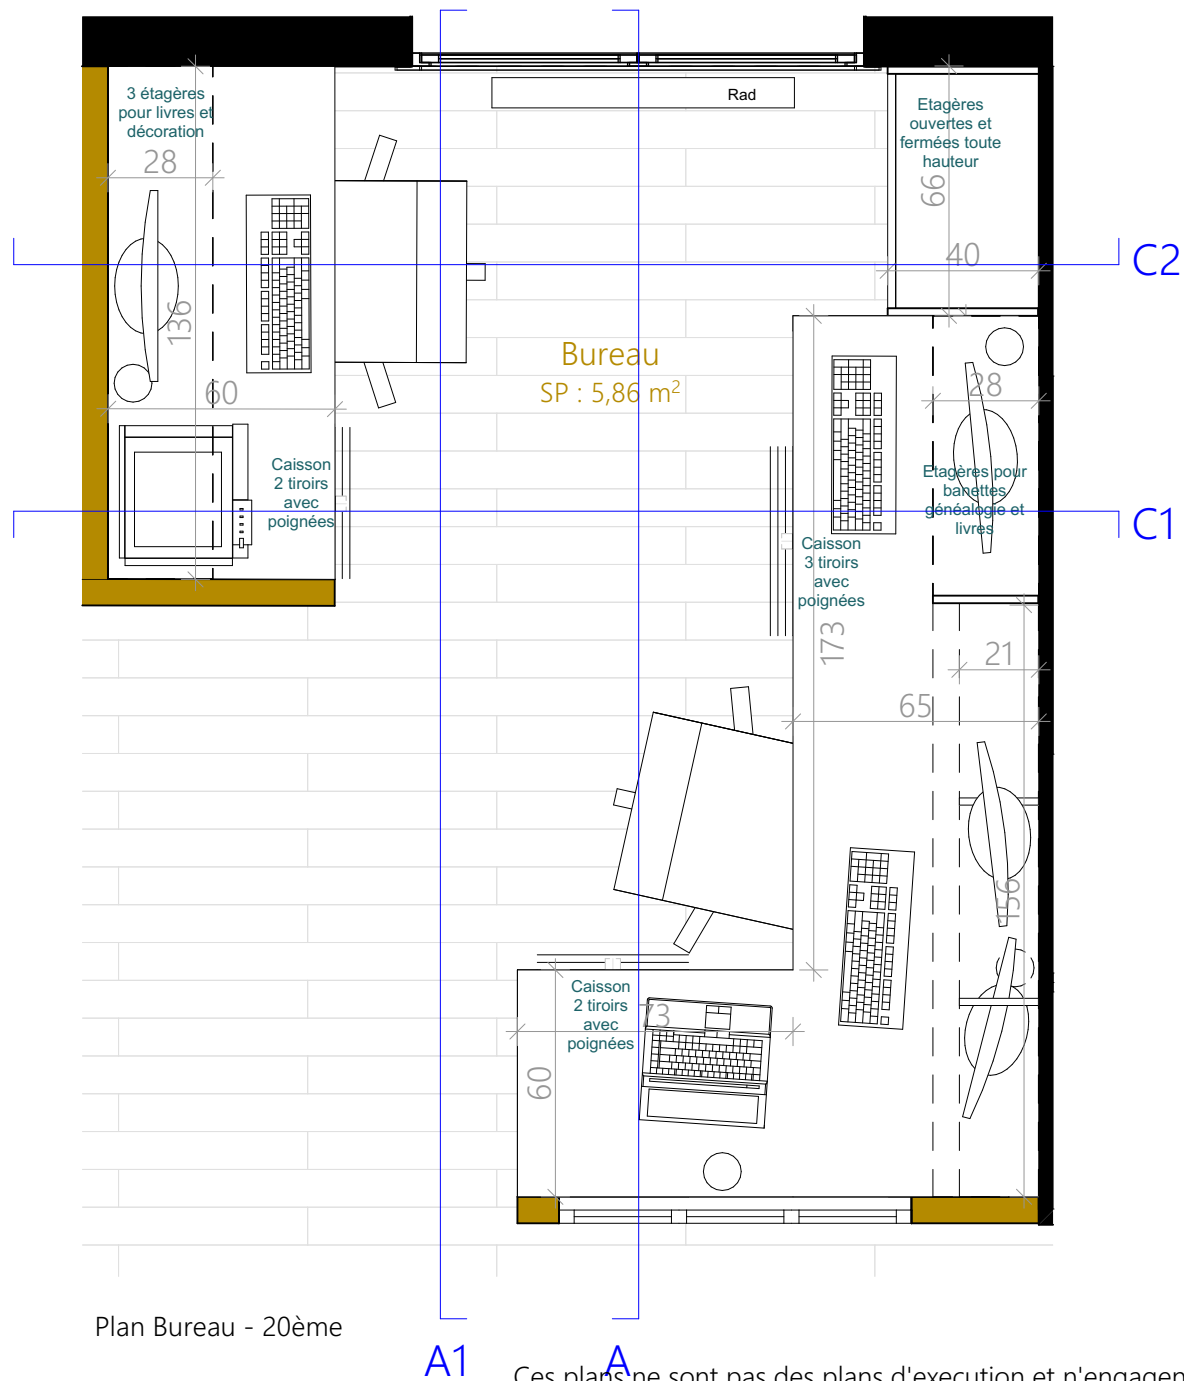 3 étagères
pour livres et
décoration
28
Rad
Etagères
ouvertes et
fermées toute
hauteur
66
40
C2
136
60
Bureau
SP : 5,86 m²
28
Caisson
2 tiroirs
avec
poignées
Etagères pour
banettes
généalogie et
livres
C1
Caisson
3 tiroirs
avec
poignées
173
21
65
156
Caisson
2 tiroirs
avec
poignées
73
60
Plan Bureau - 20ème
A1
A
Ces plans ne sont pas des plans d'execution et n'engagen